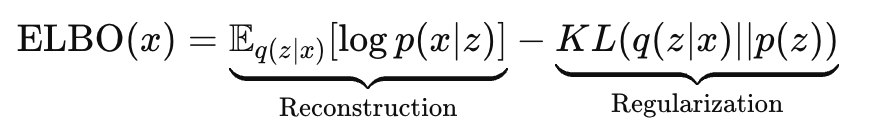 ELBO(x) = 𝔼_{q(z|x)}[log p(x|z)] − KL(q(z|x)||p(z))
Reconstruction Regularization